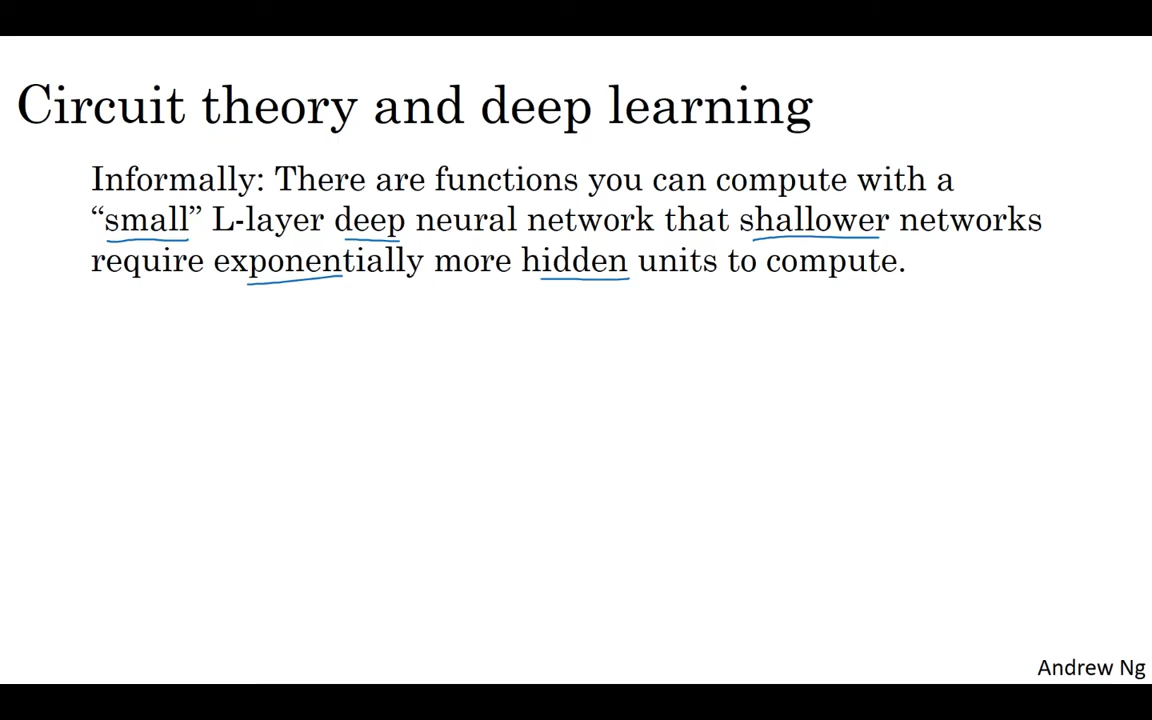 Circuit theory and deep learning
Informally: There are functions you can compute with a
“small” L-layer deep neural network that shallower networks
require exponentially more hidden units to compute.
Andrew Ng